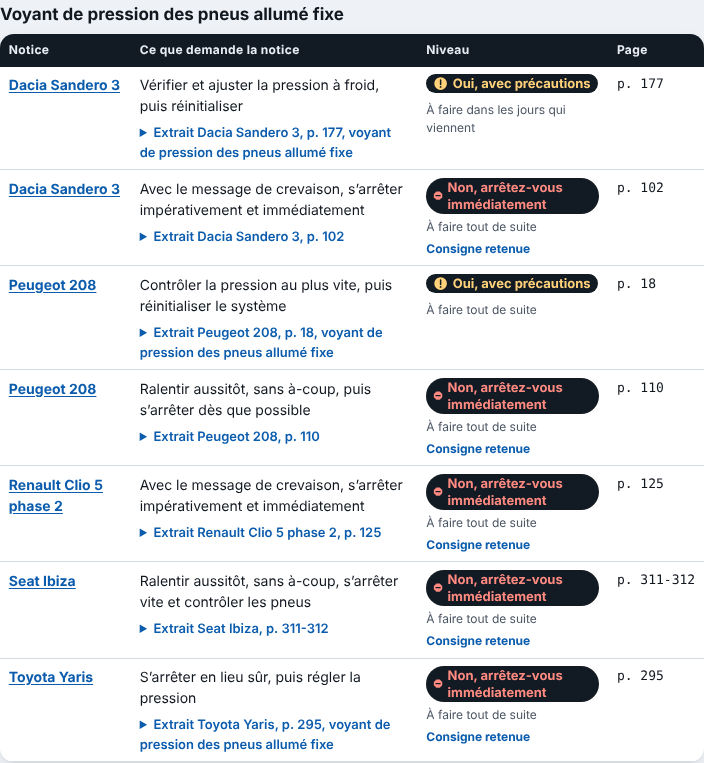 Voyant de pression des pneus allumé fixe
Notice Ce que demande la notice Niveau Page
Dacia Sandero 3
Vérifier et ajuster la pression à froid,
puis réinitialiser
► Extrait Dacia Sandero 3, p. 177, voyant
de pression des pneus allumé fixe
Oui, avec précautions
À faire dans les jours qui
viennent
p. 177
Dacia Sandero 3
Avec le message de crevaison, s’arrêter
impérativement et immédiatement
► Extrait Dacia Sandero 3, p. 102
Non, arrêtez-vous
immédiatement
À faire tout de suite
Consigne retenue
p. 102
Peugeot 208
Contrôler la pression au plus vite, puis
réinitialiser le système
► Extrait Peugeot 208, p. 18, voyant de
pression des pneus allumé fixe
Oui, avec précautions
À faire tout de suite
p. 18
Peugeot 208
Ralentir aussitôt, sans à-coup, puis
s’arrêter dès que possible
► Extrait Peugeot 208, p. 110
Non, arrêtez-vous
immédiatement
À faire tout de suite
Consigne retenue
p. 110
Renault Clio 5
phase 2
Avec le message de crevaison, s’arrêter
impérativement et immédiatement
► Extrait Renault Clio 5 phase 2, p. 125
Non, arrêtez-vous
immédiatement
À faire tout de suite
Consigne retenue
p. 125
Seat Ibiza
Ralentir aussitôt, sans à-coup, s’arrêter
vite et contrôler les pneus
► Extrait Seat Ibiza, p. 311-312
Non, arrêtez-vous
immédiatement
À faire tout de suite
Consigne retenue
p. 311-312
Toyota Yaris
S’arrêter en lieu sûr, puis régler la
pression
► Extrait Toyota Yaris, p. 295, voyant de
pression des pneus allumé fixe
Non, arrêtez-vous
immédiatement
À faire tout de suite
Consigne retenue
p. 295